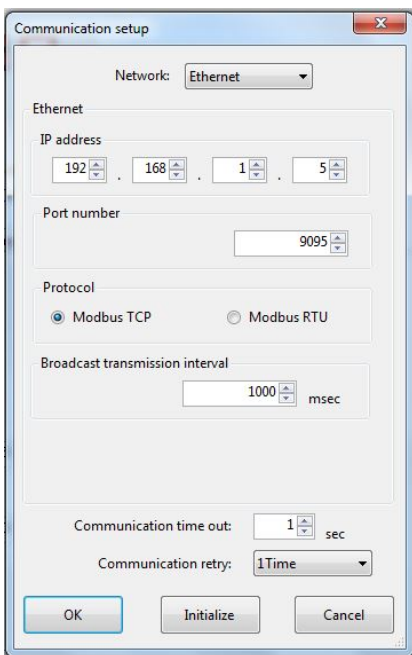 Communication setup
Network: Ethernet
Ethernet
IP address
192 . 168 . 1 . 5
Port number
9095
Protocol
Modbus TCP Modbus RTU
Broadcast transmission interval
1000 msec
Communication time out: 1 sec
Communication retry: 1Time
OK Initialize Cancel